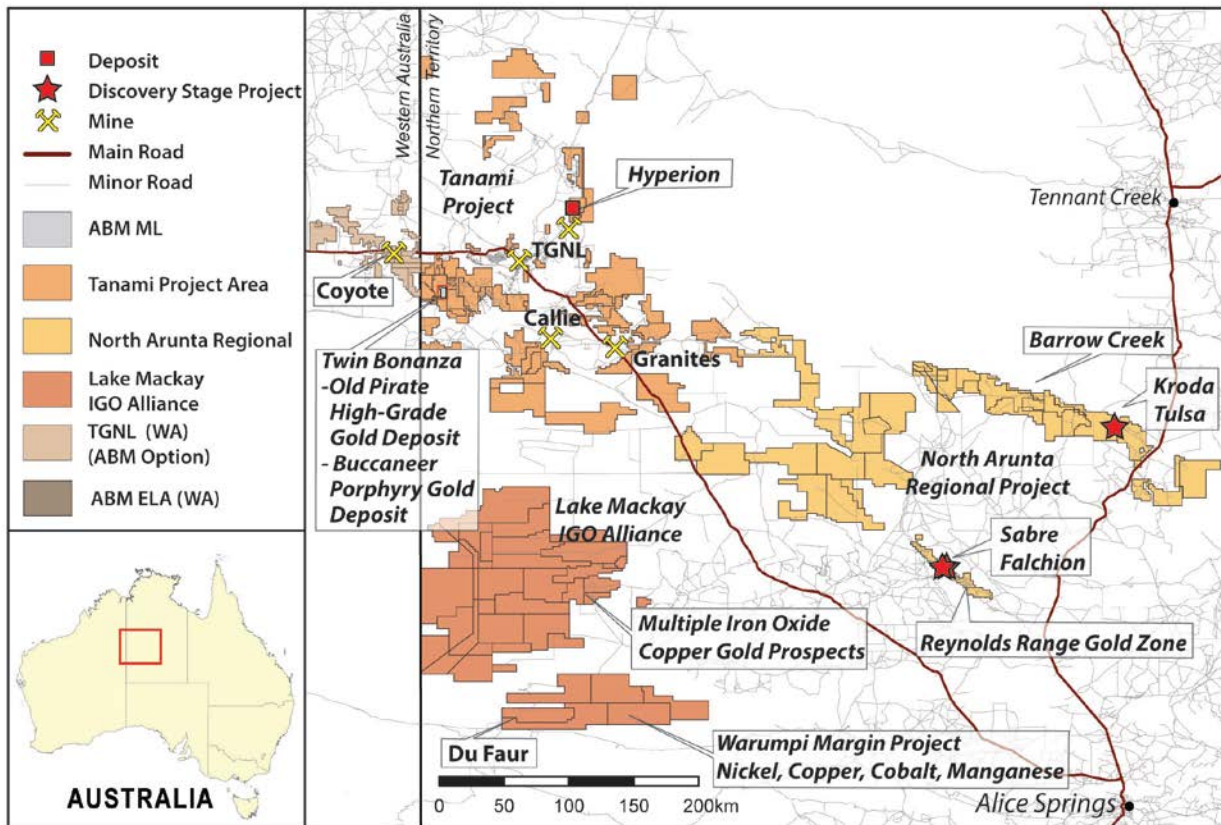 Deposit
Discovery Stage Project
Mine
Main Road
Minor Road
ABM ML
Tanami Project Area
North Arunta Regional
Lake Mackay
IGO Alliance
TGNL (WA)
(ABM Option)
ABM ELA (WA)
AUSTRALIA
Western Australia
Northern Territory
Tanami
Project
Hyperion
TGNL
Coyote
Callie
Granites
Twin Bonanza
-Old Pirate
High-Grade
Gold Deposit
- Buccaneer
Porphyry Gold
Deposit
Tennant Creek
Barrow Creek
Kroda
Tulsa
North Arunta
Regional Project
Sabre
Falchion
Reynolds Range Gold Zone
Lake Mackay
IGO Alliance
Multiple Iron Oxide
Copper Gold Prospects
Du Faur
Warumpi Margin Project
Nickel, Copper, Cobalt, Manganese
0 50 100 150 200km
Alice Springs